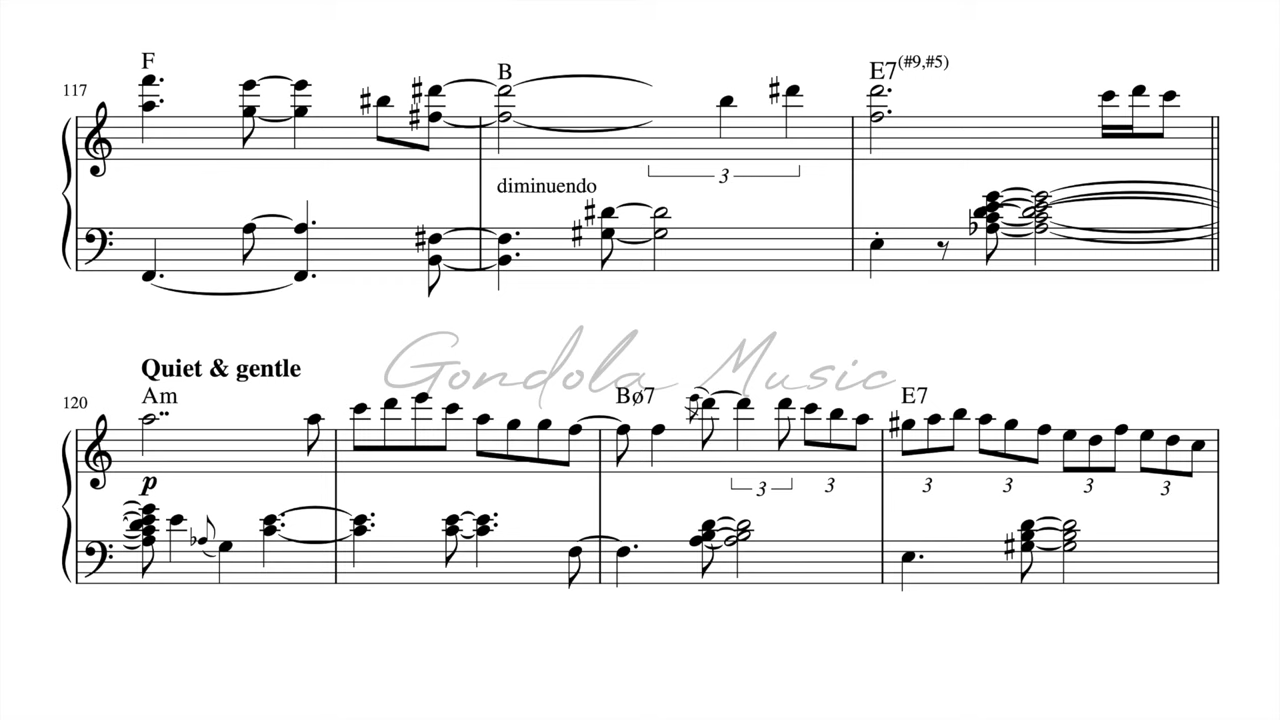 F
B
E7(#9,#5)
117
3
diminuendo
Gondola Music
Quiet & gentle
120
Am
Bø7
E7
p
3
3
3
3
3
3